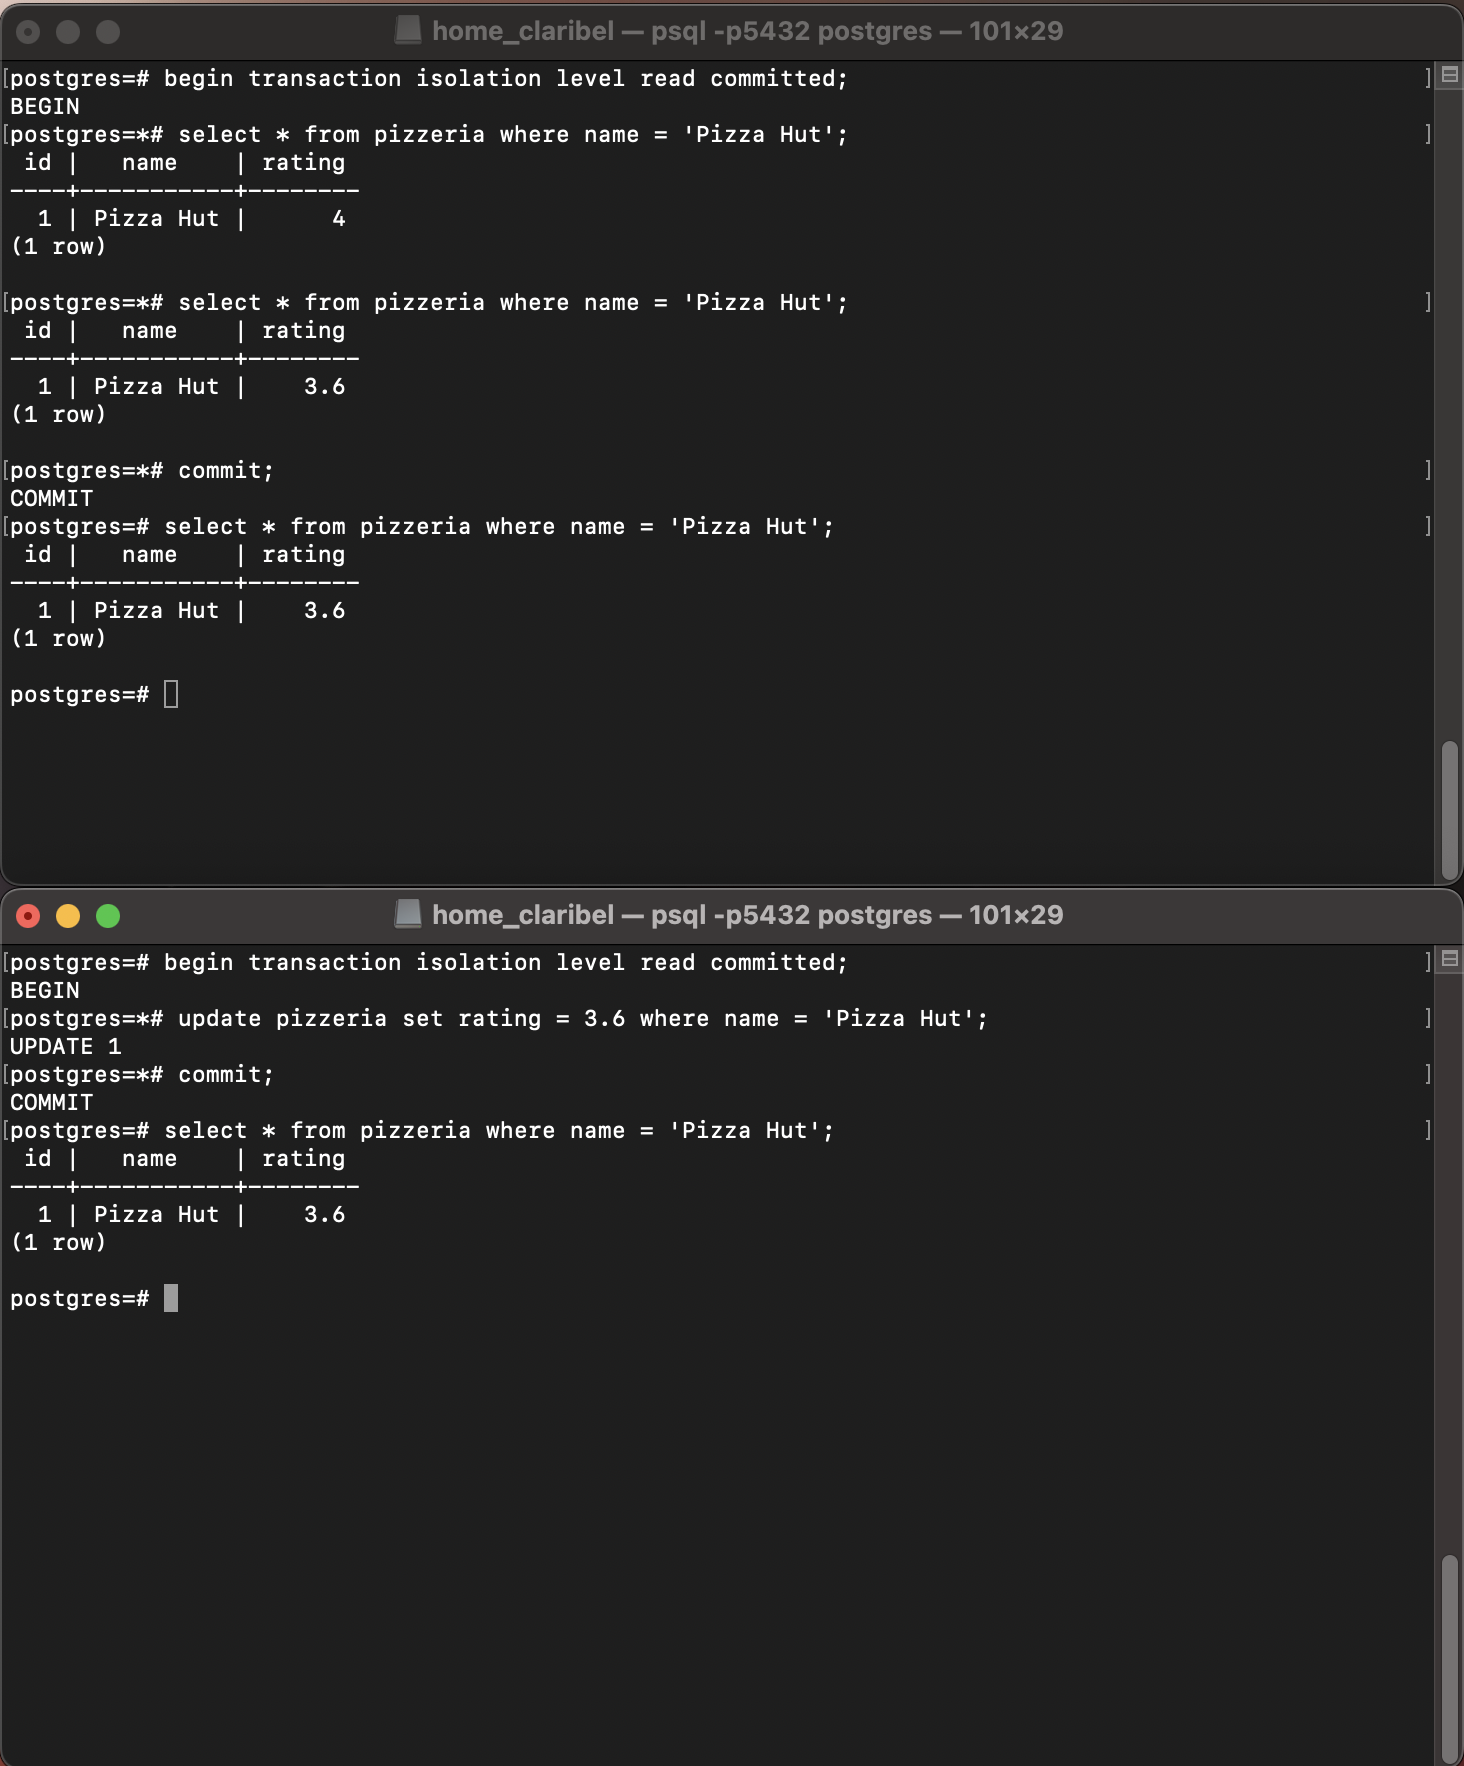 home_claribel — psql -p5432 postgres — 101×29
[postgres=# begin transaction isolation level read committed; ]
BEGIN
[postgres=*# select * from pizzeria where name = 'Pizza Hut'; ]
 id |   name    | rating
----+-----------+--------
  1 | Pizza Hut |      4
(1 row)

[postgres=*# select * from pizzeria where name = 'Pizza Hut'; ]
 id |   name    | rating
----+-----------+--------
  1 | Pizza Hut |    3.6
(1 row)

[postgres=*# commit; ]
COMMIT
[postgres=# select * from pizzeria where name = 'Pizza Hut'; ]
 id |   name    | rating
----+-----------+--------
  1 | Pizza Hut |    3.6
(1 row)

postgres=#
home_claribel — psql -p5432 postgres — 101×29
[postgres=# begin transaction isolation level read committed; ]
BEGIN
[postgres=*# update pizzeria set rating = 3.6 where name = 'Pizza Hut'; ]
UPDATE 1
[postgres=*# commit; ]
COMMIT
[postgres=# select * from pizzeria where name = 'Pizza Hut'; ]
 id |   name    | rating
----+-----------+--------
  1 | Pizza Hut |    3.6
(1 row)

postgres=#